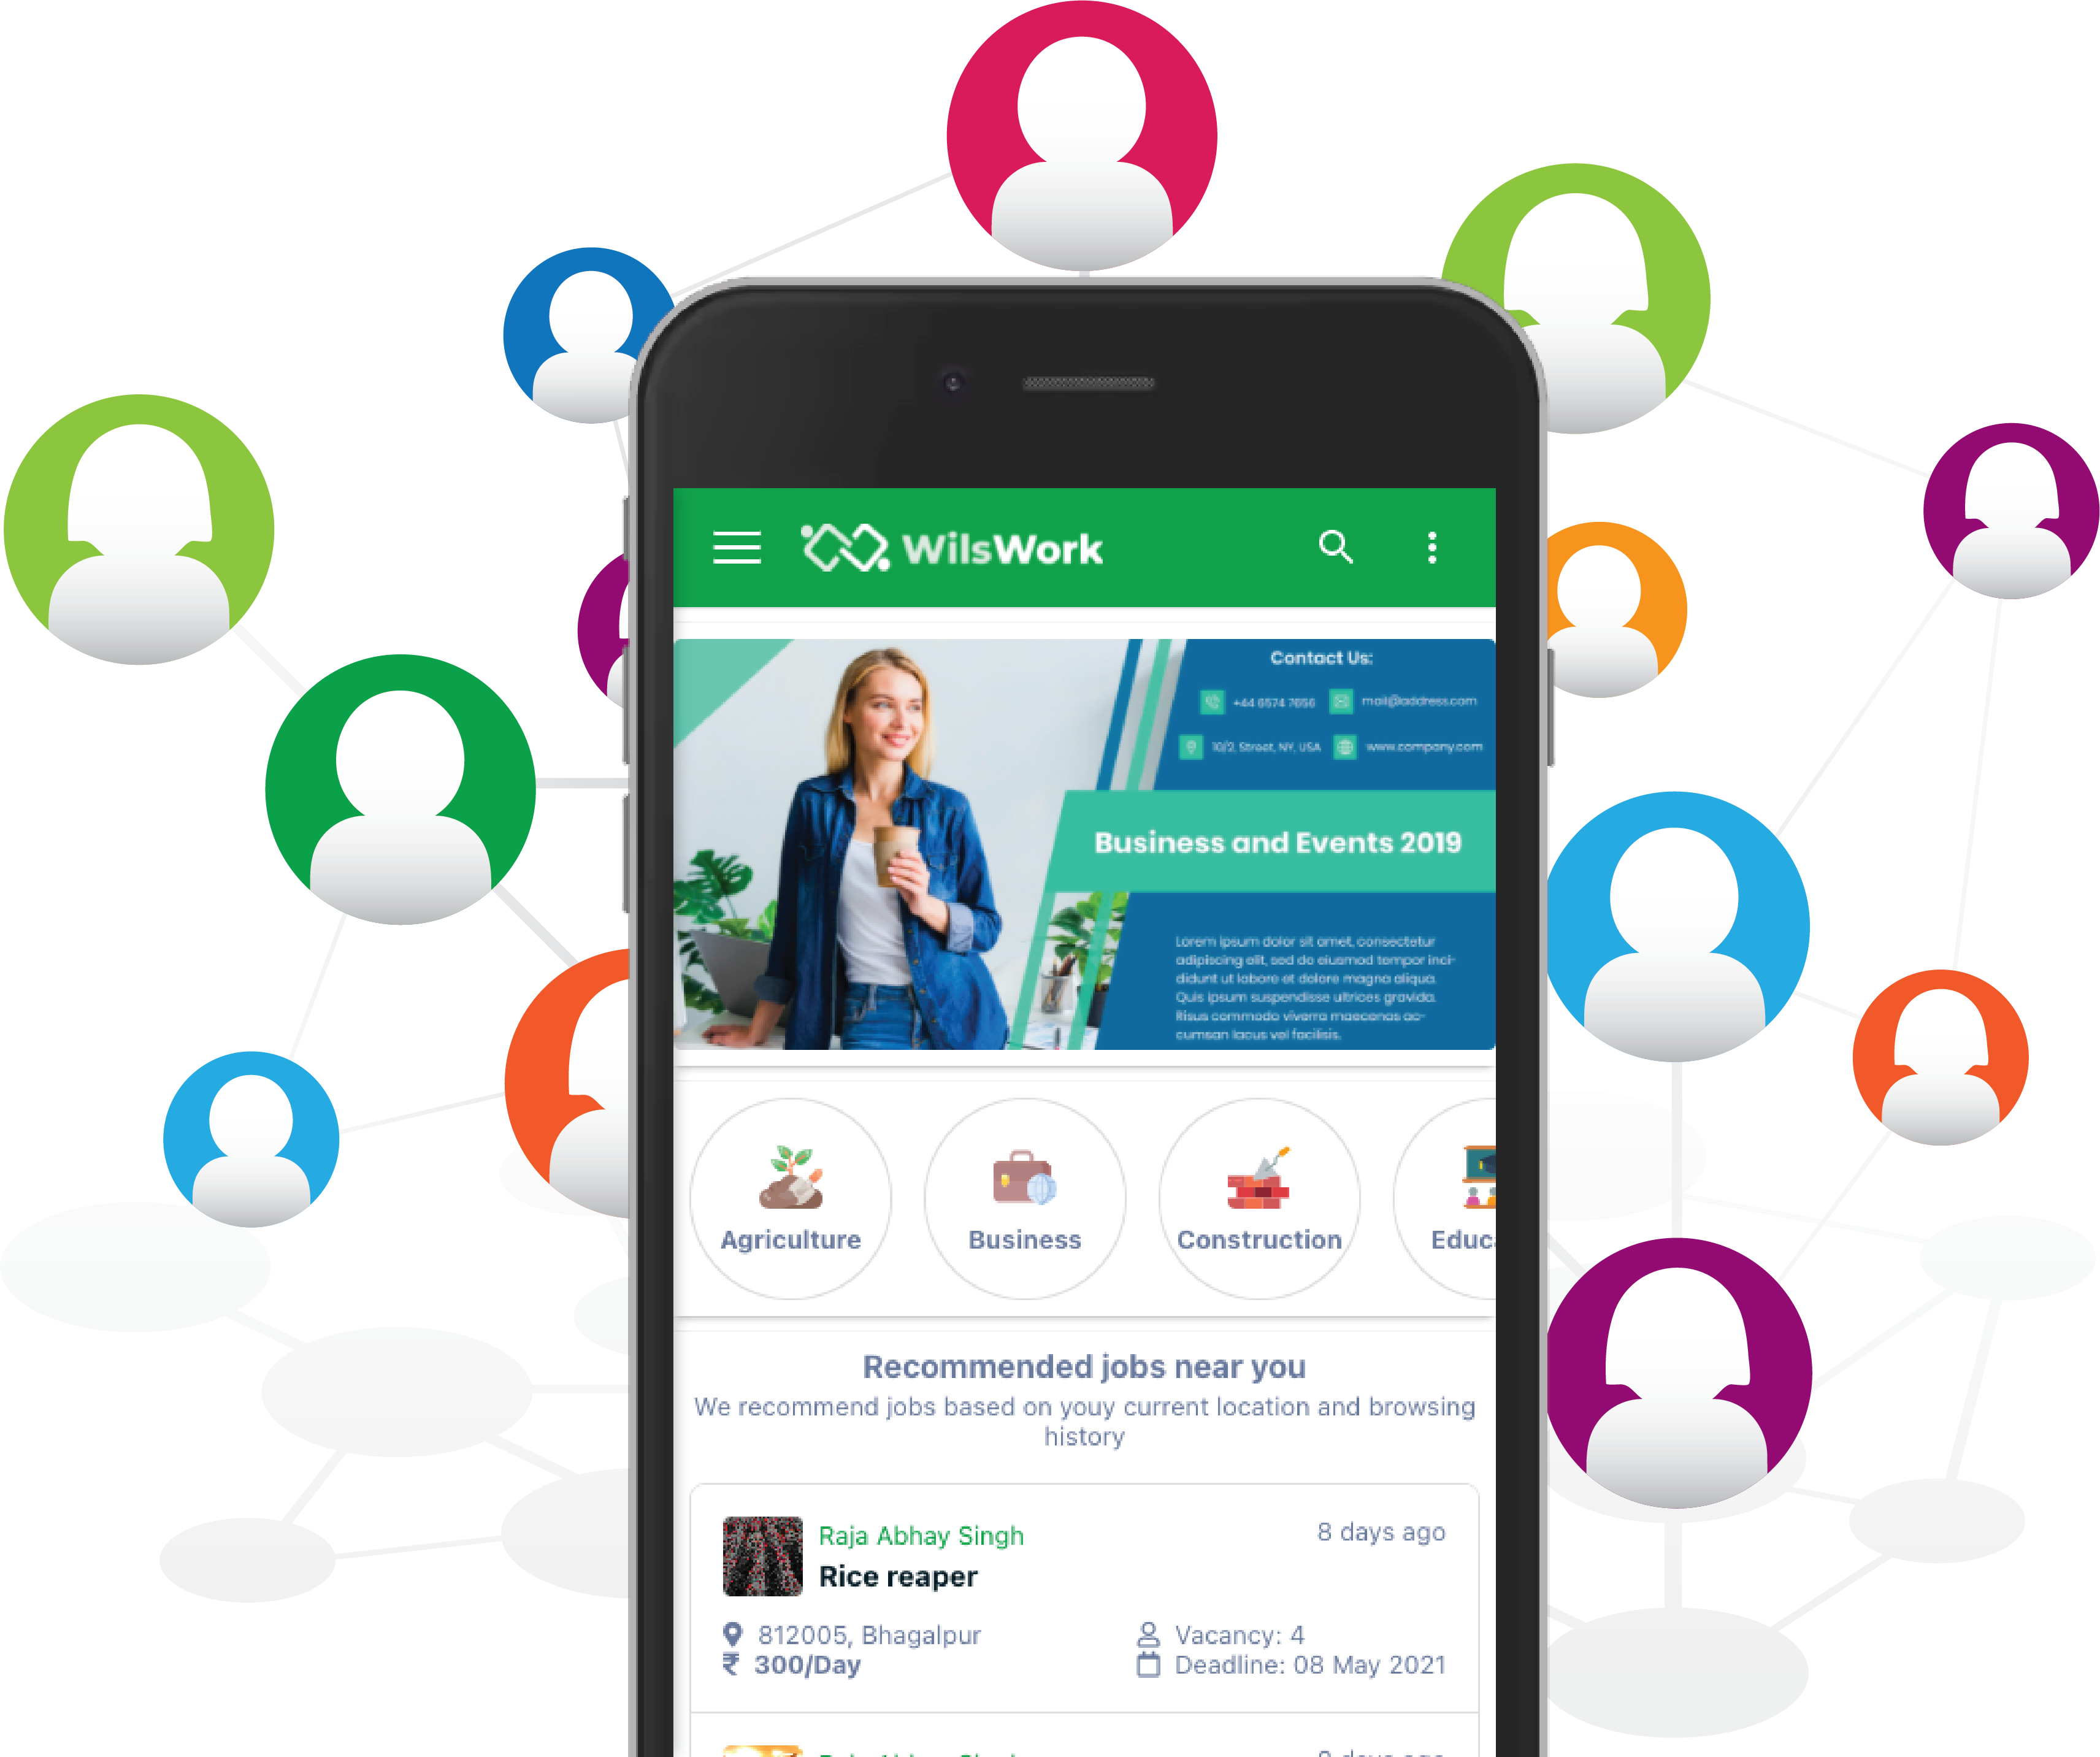 WilsWork
Contact Us:
+44 6574 7656 mail@address.com
10/2, Street, NY, USA www.company.com
Business and Events 2019
Lorem ipsum dolor sit amet, consectetur
adipiscing elit, sed do eiusmod tempor inci-
didunt ut labore et dolore magna aliqua.
Quis ipsum suspendisse ultrices gravida.
Risus commodo viverra maecenas ac-
cumsan lacus vel facilisis.
Agriculture Business Construction Educ
Recommended jobs near you
We recommend jobs based on youy current location and browsing
history
Raja Abhay Singh 8 days ago
Rice reaper
812005, Bhagalpur Vacancy: 4
₹ 300/Day Deadline: 08 May 2021